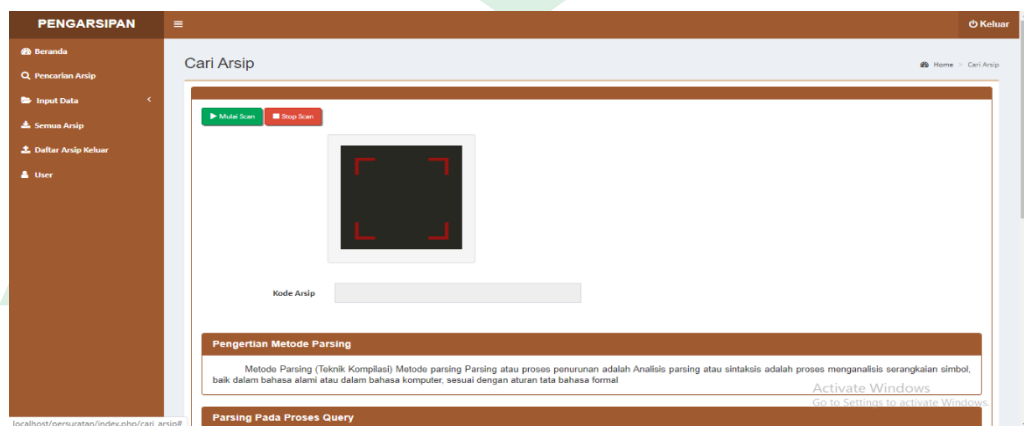 PENGARSIPAN
Keluar
Beranda
Pencarian Arsip
Input Data
Semua Arsip
Daftar Arsip Keluar
User
Cari Arsip
Home > Cari Arsip
Mulai Scan
Stop Scan
Kode Arsip
Pengertian Metode Parsing
Metode Parsing (Teknik Kompilasi) Metode parsing Parsing atau proses penurunan adalah Analisis parsing atau sintaksis adalah proses menganalisis serangkaian simbol,
baik dalam bahasa alami atau dalam bahasa komputer, sesuai dengan aturan tata bahasa formal
Activate Windows
Go to Settings to activate Windows.
Parsing Pada Proses Query
localhost/persuratan/index.php/cari_arsip#